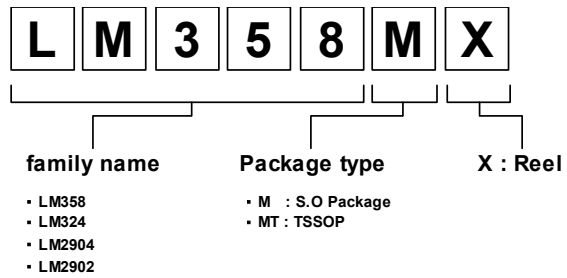 L M 3 5 8 M X
family name Package type X : Reel
▪ LM358 ▪ M : S.O Package
▪ LM324 ▪ MT : TSSOP
▪ LM2904
▪ LM2902